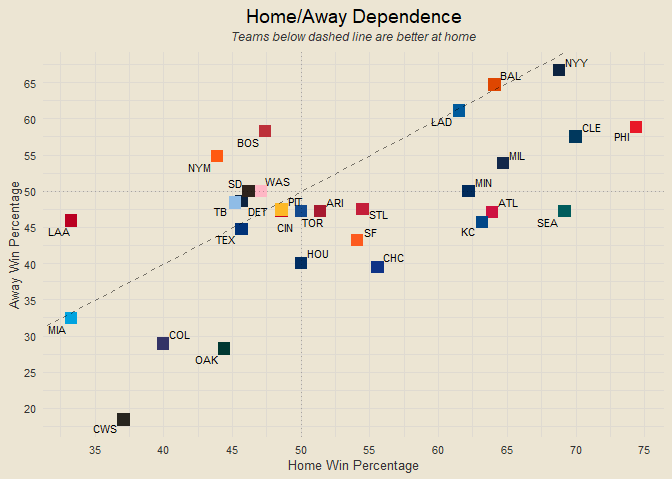 Home/Away Dependence
Teams below dashed line are better at home
Away Win Percentage
65
60
55
50
45
40
35
30
25
20
NYY
BAL
LAD
CLE
PHI
BOS
NYM
MIL
SD
WAS
MIN
TB
DET
PIT
ARI
STL
ATL
LAA
CIN
TOR
KC
SEA
TEX
SF
HOU
CHC
MIA
COL
OAK
CWS
35 40 45 50 55 60 65 70 75
Home Win Percentage